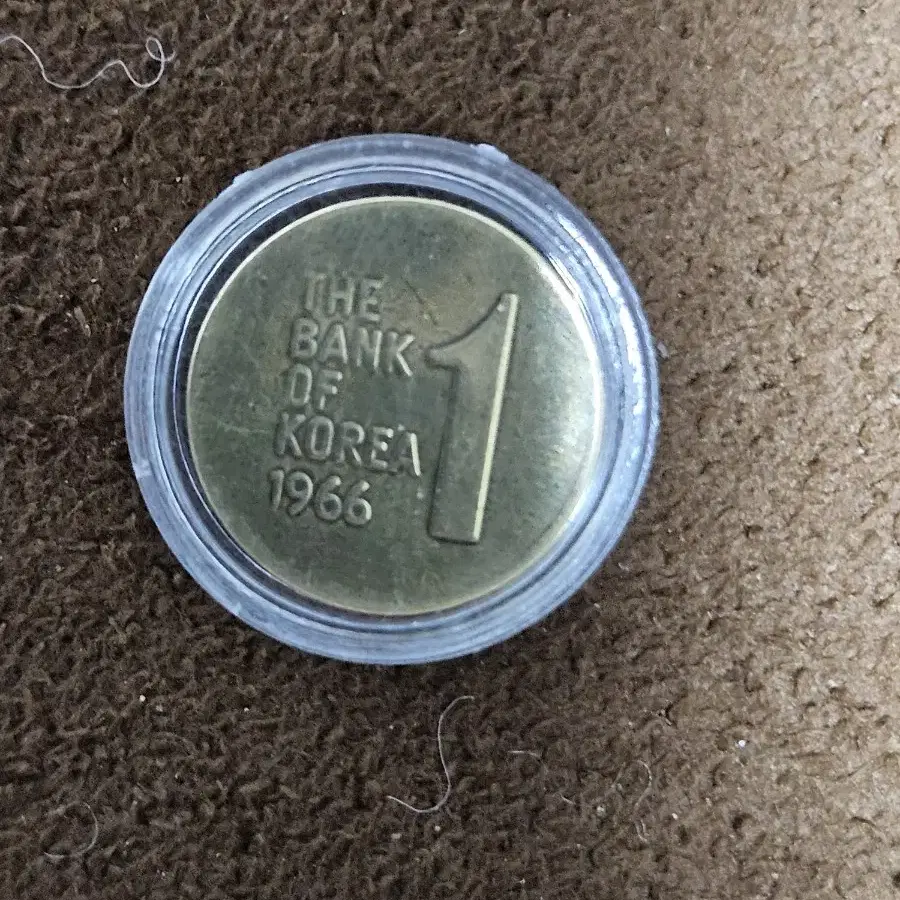 THE
BANK
OF
KOREA
1966
1